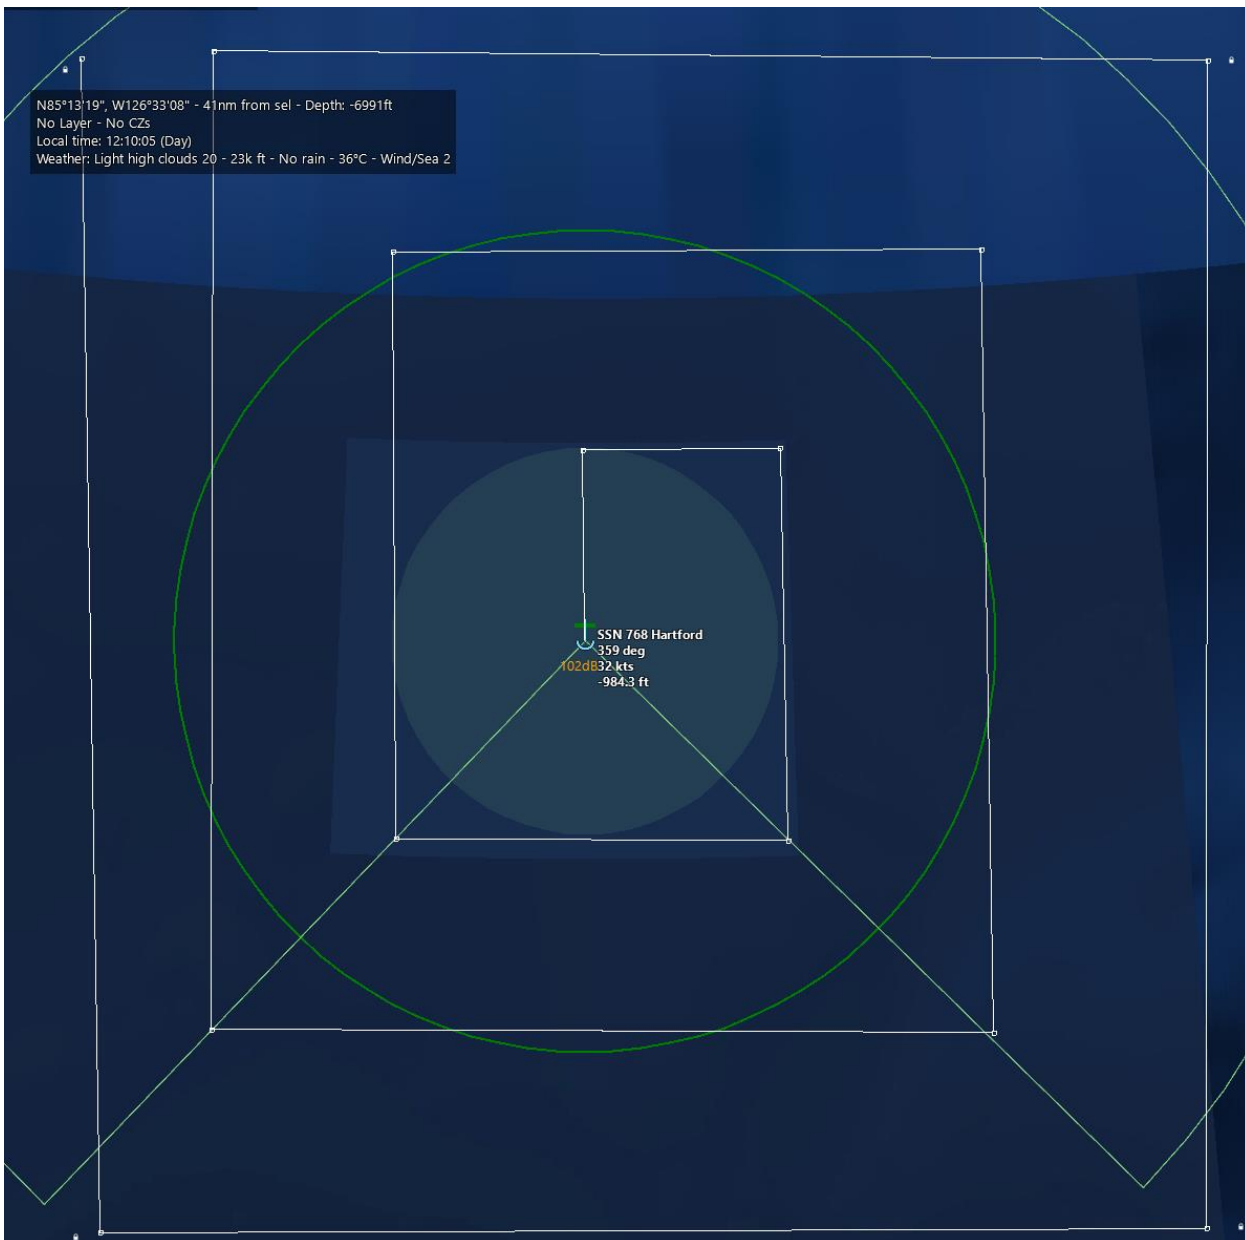 N85°13'19", W126°33'08" - 41nm from sel - Depth: -6991ft
No Layer - No CZs
Local time: 12:10:05 (Day)
Weather: Light high clouds 20 - 23k ft - No rain - 36°C - Wind/Sea 2
SSN 768 Hartford
359 deg
102dB 32 kts
-984.3 ft